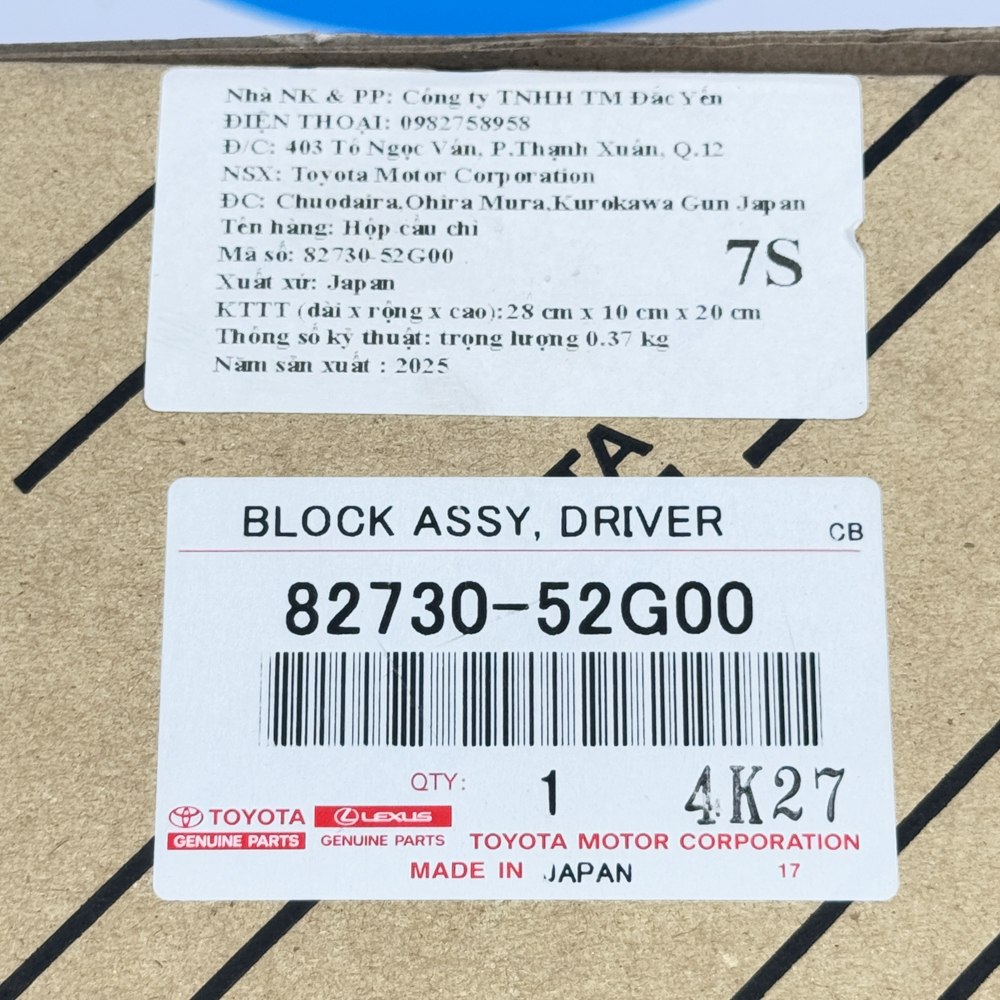 Nhà NK & PP: Công ty TNHH TM Đắc Yến
ĐIỆN THOẠI: 0982758958
Đ/C: 403 Tô Ngọc Vân, P.Thạnh Xuân, Q.12
NSX: Toyota Motor Corporation
ĐC: Chuodaira,Ohira Mura,Kurokawa Gun Japan
Tên hàng: Hộp cầu chì
Mã số: 82730-52G00
7S
Xuất xứ: Japan
KTTT (dài x rộng x cao):28 cm x 10 cm x 20 cm
Thông số kỹ thuật: trọng lượng 0.37 kg
Năm sản xuất : 2025
TA
BLOCK ASSY, DRIVER
CB
82730-52G00
QTY: 1 4K27
TOYOTA LEXUS
GENUINE PARTS GENUINE PARTS TOYOTA MOTOR CORPORATION
MADE IN JAPAN 17